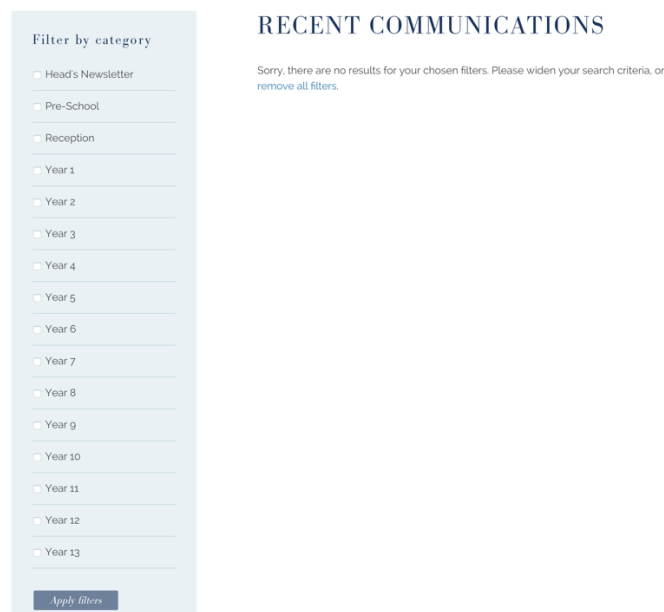 Filter by category
Head's Newsletter
Pre-School
Reception
Year 1
Year 2
Year 3
Year 4
Year 5
Year 6
Year 7
Year 8
Year 9
Year 10
Year 11
Year 12
Year 13
Apply filters
RECENT COMMUNICATIONS
Sorry, there are no results for your chosen filters. Please widen your search criteria, or
remove all filters.